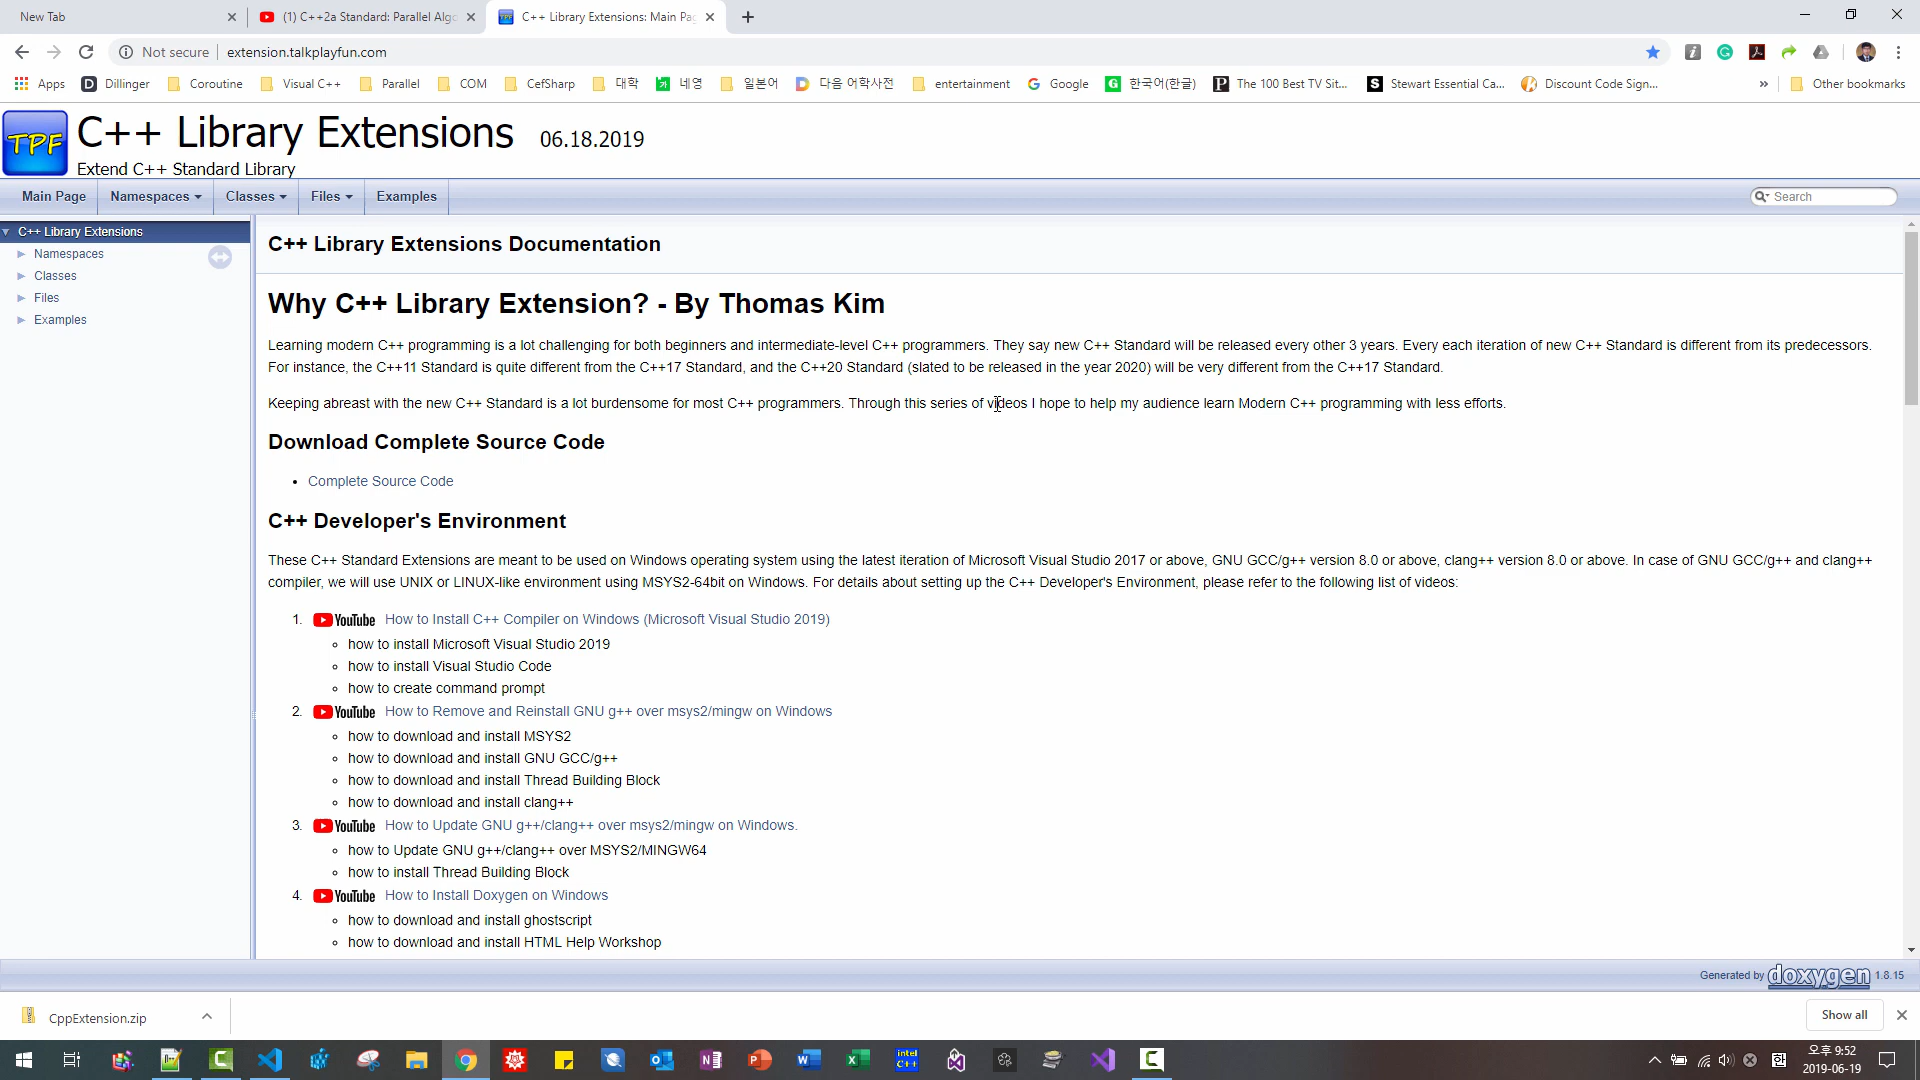 New Tab
(1) C++2a Standard: Parallel Algo
C++ Library Extensions: Main Pa
Not secure
extension.talkplayfun.com
Apps
Dillinger
Coroutine
Visual C++
Parallel
COM
CefSharp
대학
네영
일본어
다음 어학사전
entertainment
Google
한국어(한글)
The 100 Best TV Sit...
Stewart Essential Ca...
Discount Code Sign...
»
Other bookmarks
TPF
C++ Library Extensions 06.18.2019
Extend C++ Standard Library
Main Page
Namespaces
Classes
Files
Examples
Search
C++ Library Extensions
Namespaces
Classes
Files
Examples
C++ Library Extensions Documentation
Why C++ Library Extension? - By Thomas Kim
Learning modern C++ programming is a lot challenging for both beginners and intermediate-level C++ programmers. They say new C++ Standard will be released every other 3 years. Every each iteration of new C++ Standard is different from its predecessors.
For instance, the C++11 Standard is quite different from the C++17 Standard, and the C++20 Standard (slated to be released in the year 2020) will be very different from the C++17 Standard.
Keeping abreast with the new C++ Standard is a lot burdensome for most C++ programmers. Through this series of videos I hope to help my audience learn Modern C++ programming with less efforts.
Download Complete Source Code
• Complete Source Code
C++ Developer's Environment
These C++ Standard Extensions are meant to be used on Windows operating system using the latest iteration of Microsoft Visual Studio 2017 or above, GNU GCC/g++ version 8.0 or above, clang++ version 8.0 or above. In case of GNU GCC/g++ and clang++
compiler, we will use UNIX or LINUX-like environment using MSYS2-64bit on Windows. For details about setting up the C++ Developer's Environment, please refer to the following list of videos:
1. YouTube How to Install C++ Compiler on Windows (Microsoft Visual Studio 2019)
how to install Microsoft Visual Studio 2019
how to install Visual Studio Code
how to create command prompt
2. YouTube How to Remove and Reinstall GNU g++ over msys2/mingw on Windows
how to download and install MSYS2
how to download and install GNU GCC/g++
how to download and install Thread Building Block
how to download and install clang++
3. YouTube How to Update GNU g++/clang++ over msys2/mingw on Windows.
how to Update GNU g++/clang++ over MSYS2/MINGW64
how to install Thread Building Block
4. YouTube How to Install Doxygen on Windows
how to download and install ghostscript
how to download and install HTML Help Workshop
Generated by doxygen 1.8.15
CppExtension.zip
Show all
intel C++
한
오후 9:52
2019-06-19